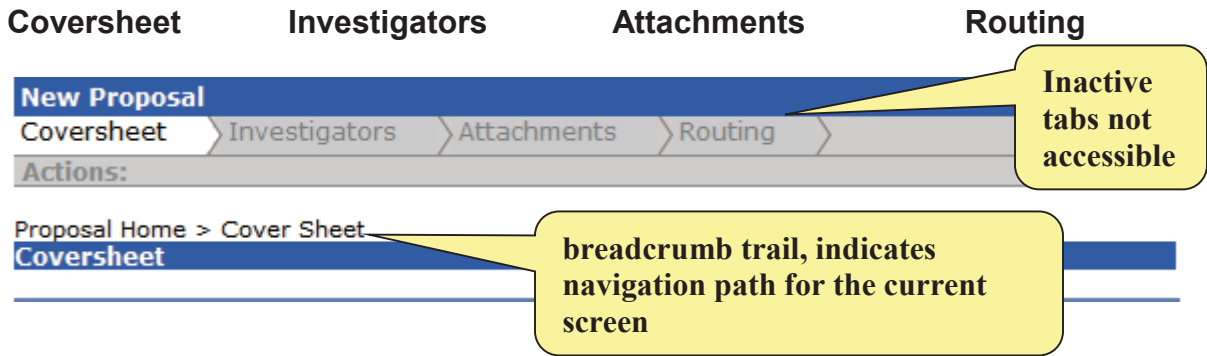 Coversheet Investigators Attachments Routing
New Proposal
Coversheet Investigators Attachments Routing
Inactive
tabs not
accessible
Actions:
Proposal Home > Cover Sheet
Coversheet
breadcrumb trail, indicates
navigation path for the current
screen